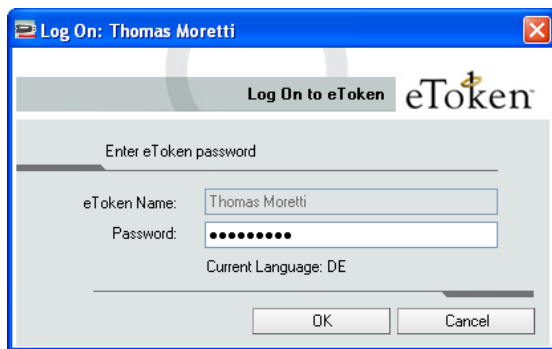 Log On: Thomas Moretti
Log On to eToken
eToken
Enter eToken password
eToken Name: Thomas Moretti
Password: •••••••••
Current Language: DE
OK Cancel